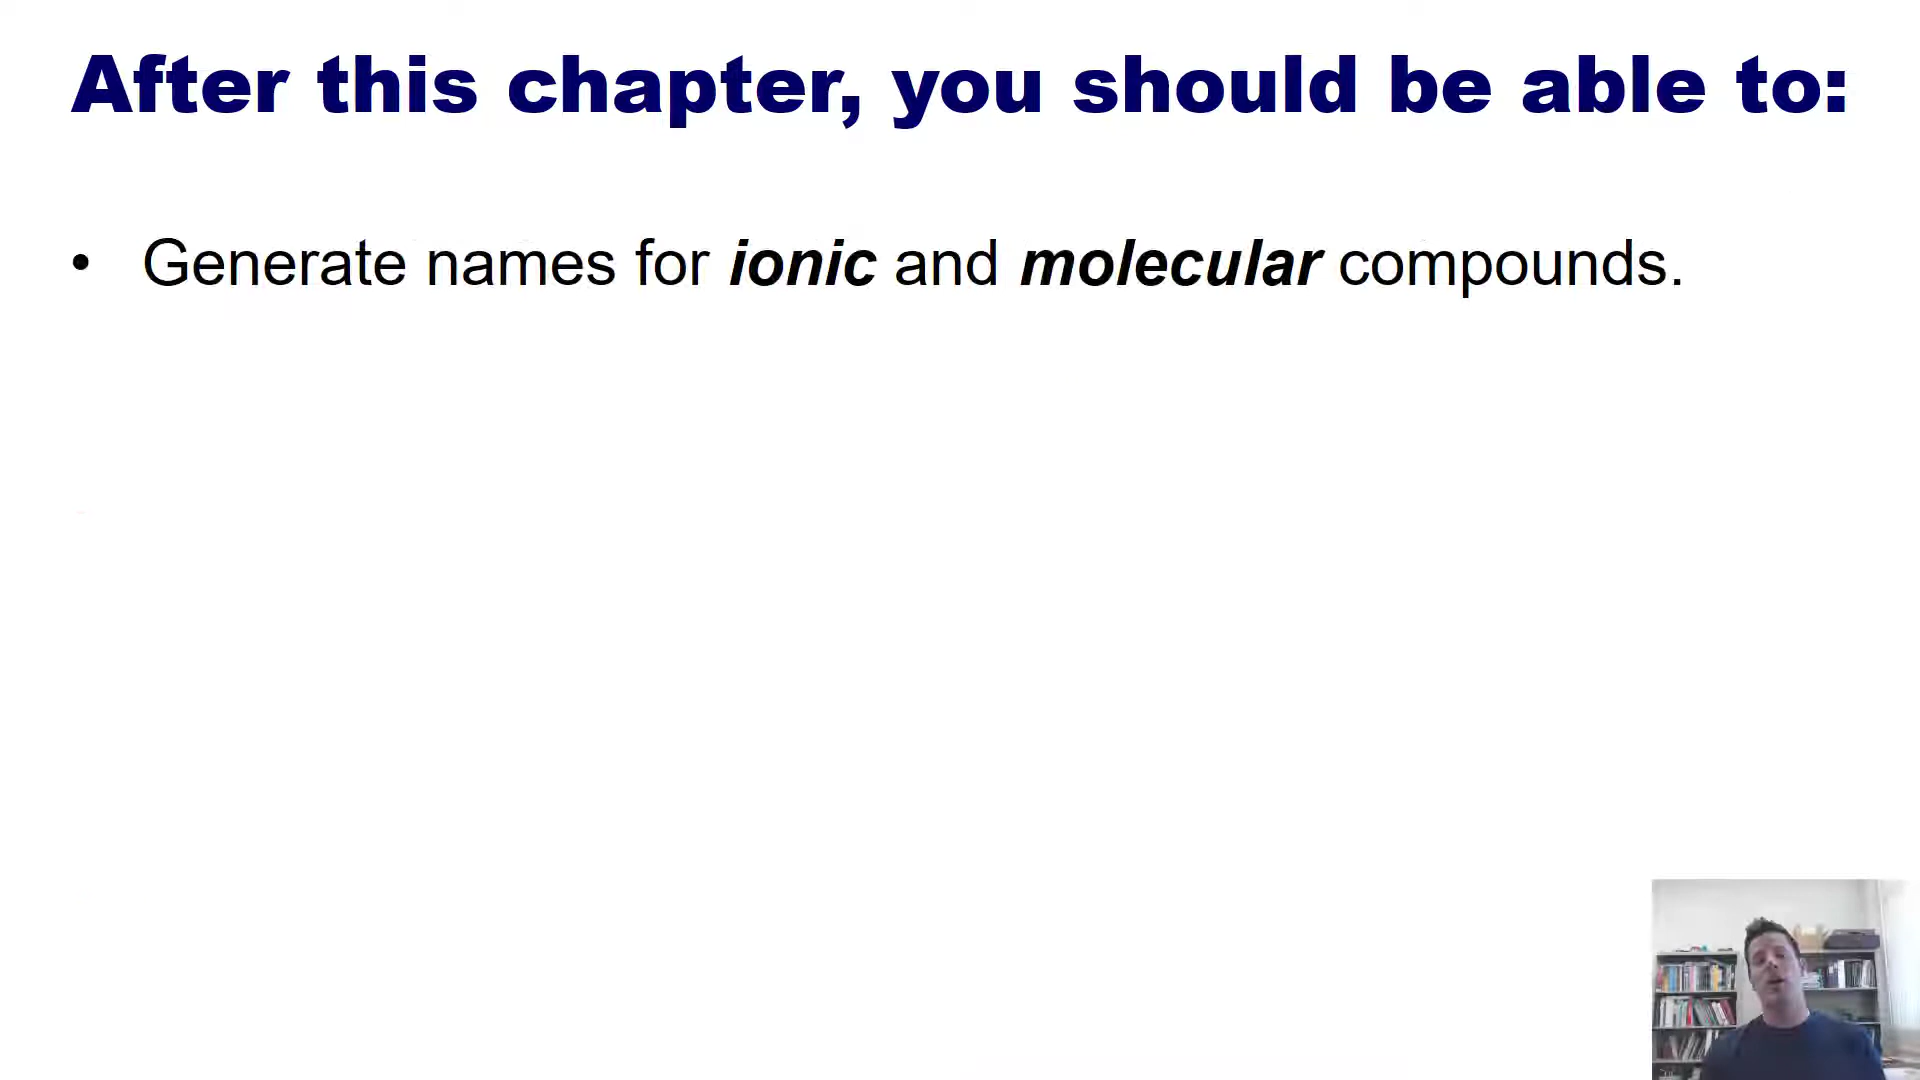 After this chapter, you should be able to:
• Generate names for ionic and molecular compounds.